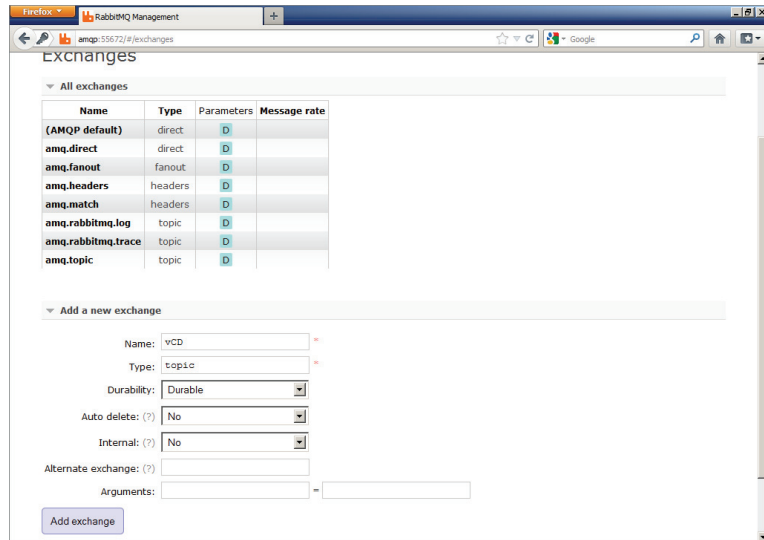 Firefox
RabbitMQ Management
+
amqp:55672/#/exchanges
Google
Exchanges
All exchanges
Name Type Parameters Message rate
(AMQP default) direct D
amq.direct direct D
amq.fanout fanout D
amq.headers headers D
amq.match headers D
amq.rabbitmq.log topic D
amq.rabbitmq.trace topic D
amq.topic topic D
Add a new exchange
Name: vCD *
Type: topic *
Durability: Durable
Auto delete: (?) No
Internal: (?) No
Alternate exchange: (?)
Arguments: =
Add exchange